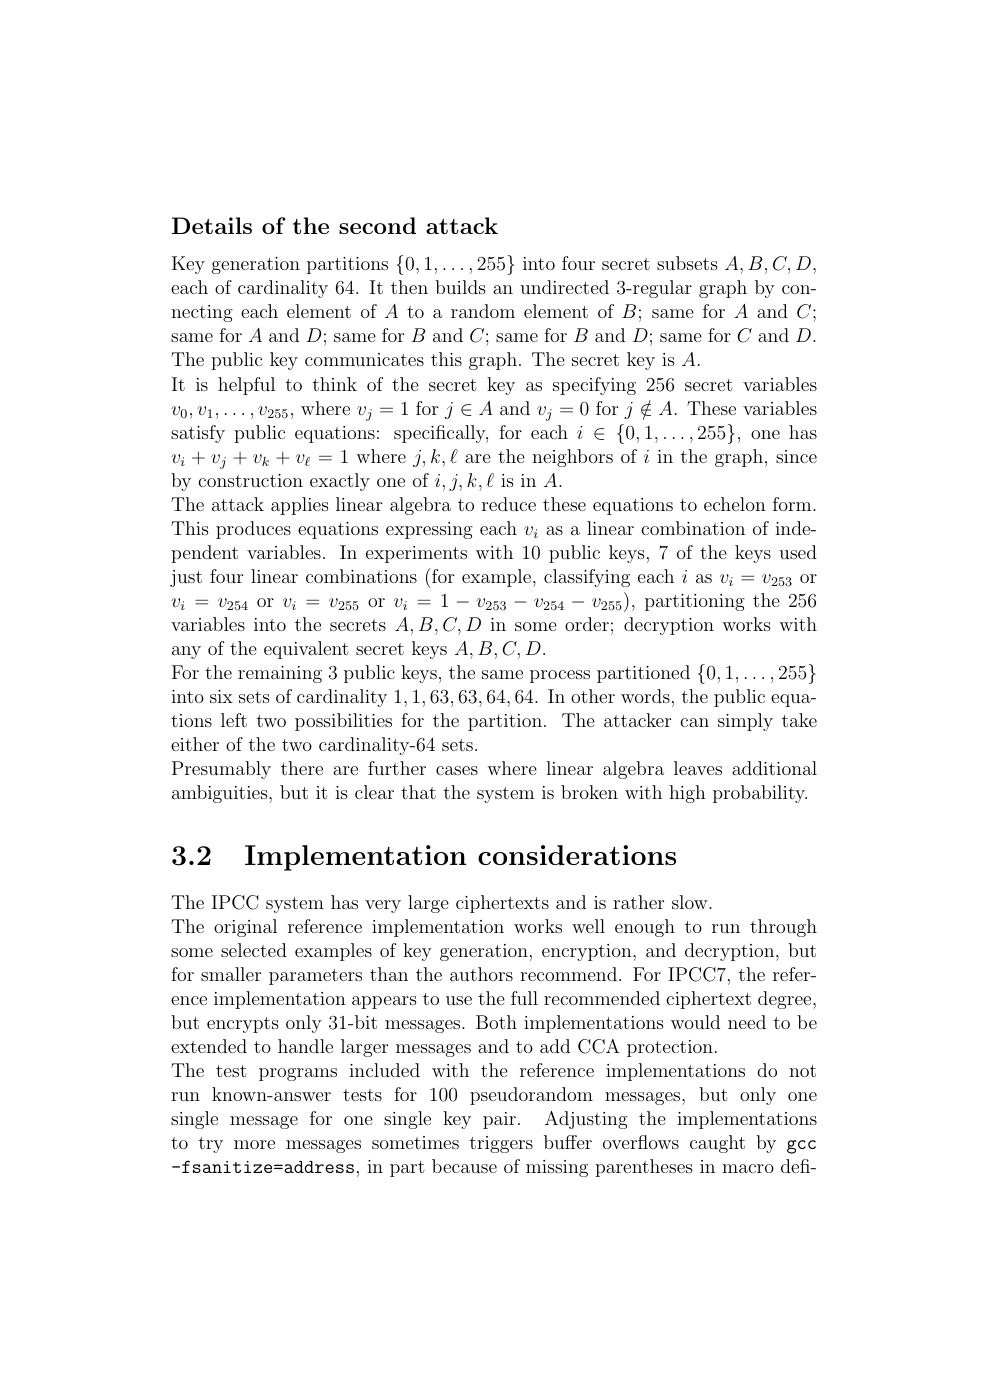 Details of the second attack
Key generation partitions {0, 1, . . . , 255} into four secret subsets A, B, C, D,
each of cardinality 64. It then builds an undirected 3-regular graph by con-
necting each element of A to a random element of B; same for A and C;
same for A and D; same for B and C; same for B and D; same for C and D.
The public key communicates this graph. The secret key is A.
It is helpful to think of the secret key as specifying 256 secret variables
v₀, v₁, . . . , v₂₅₅, where vⱼ = 1 for j ∈ A and vⱼ = 0 for j ∉ A. These variables
satisfy public equations: specifically, for each i ∈ {0, 1, . . . , 255}, one has
vᵢ + vⱼ + vₖ + v_ℓ = 1 where j, k, ℓ are the neighbors of i in the graph, since
by construction exactly one of i, j, k, ℓ is in A.
The attack applies linear algebra to reduce these equations to echelon form.
This produces equations expressing each vᵢ as a linear combination of inde-
pendent variables. In experiments with 10 public keys, 7 of the keys used
just four linear combinations (for example, classifying each i as vᵢ = v₂₅₃ or
vᵢ = v₂₅₄ or vᵢ = v₂₅₅ or vᵢ = 1 − v₂₅₃ − v₂₅₄ − v₂₅₅), partitioning the 256
variables into the secrets A, B, C, D in some order; decryption works with
any of the equivalent secret keys A, B, C, D.
For the remaining 3 public keys, the same process partitioned {0, 1, . . . , 255}
into six sets of cardinality 1, 1, 63, 63, 64, 64. In other words, the public equa-
tions left two possibilities for the partition. The attacker can simply take
either of the two cardinality-64 sets.
Presumably there are further cases where linear algebra leaves additional
ambiguities, but it is clear that the system is broken with high probability.
3.2 Implementation considerations
The IPCC system has very large ciphertexts and is rather slow.
The original reference implementation works well enough to run through
some selected examples of key generation, encryption, and decryption, but
for smaller parameters than the authors recommend. For IPCC7, the refer-
ence implementation appears to use the full recommended ciphertext degree,
but encrypts only 31-bit messages. Both implementations would need to be
extended to handle larger messages and to add CCA protection.
The test programs included with the reference implementations do not
run known-answer tests for 100 pseudorandom messages, but only one
single message for one single key pair. Adjusting the implementations
to try more messages sometimes triggers buffer overflows caught by gcc
-fsanitize=address, in part because of missing parentheses in macro defi-